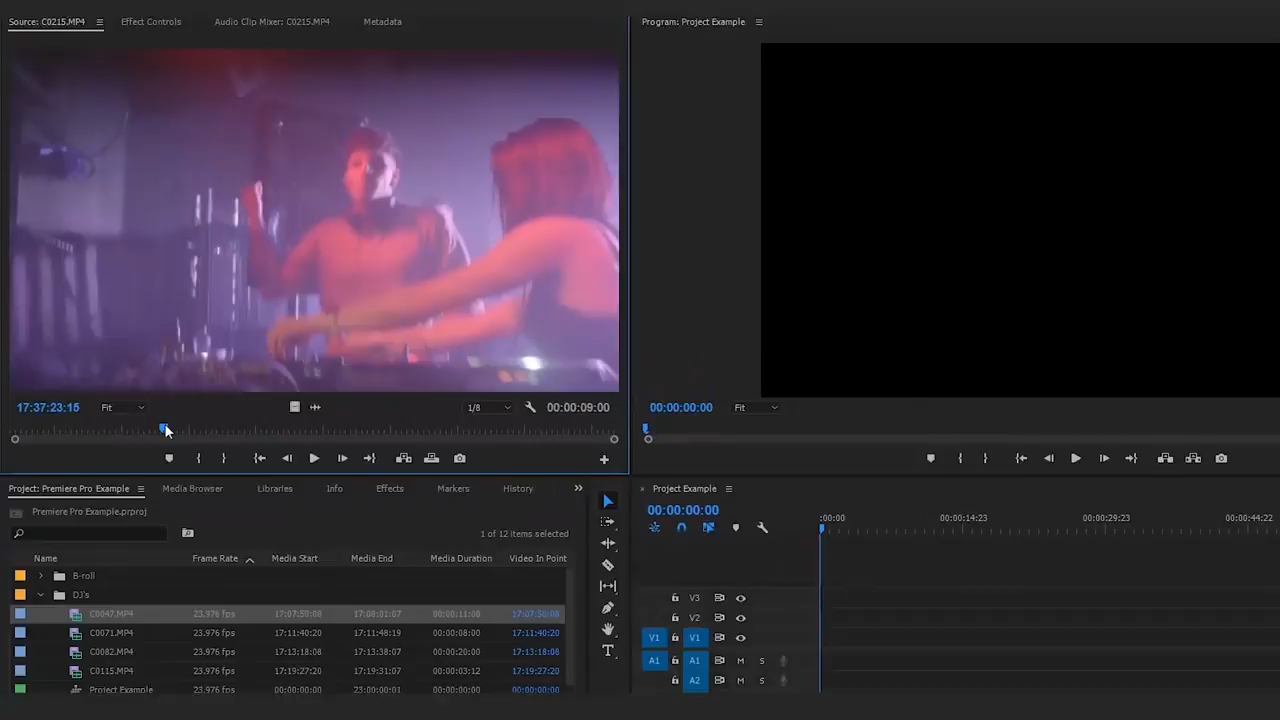 Source: C0215.MP4 Effect Controls Audio Clip Mixer: C0215.MP4 Metadata
Program: Project Example
17:37:23:15 Fit 1/8 00:00:09:00
00:00:00:00 Fit
Project: Premiere Pro Example Media Browser Libraries Info Effects Markers History
Premiere Pro Example.prproj
1 of 12 items selected
Name Frame Rate Media Start Media End Media Duration Video In Point
B-roll
DJ's
C0047.MP4 23.976 fps 17:07:50:08 17:08:01:07 00:00:11:00 17:07:50:08
C0071.MP4 23.976 fps 17:11:40:20 17:11:48:19 00:00:08:00 17:11:40:20
C0082.MP4 23.976 fps 17:13:18:08 17:13:38:07 00:00:20:00 17:13:18:08
C0115.MP4 23.976 fps 17:19:27:20 17:19:31:07 00:00:03:12 17:19:27:20
Project Example 23.976 fps 00:00:00:00 23:00:00:01 00:00:00:00 00:00:00:00
T
× Project Example
00:00:00:00
:00:00 00:00:14:23 00:00:29:23 00:00:44:22
V3
V2
V1 V1
A1 A1 M S
A2 M S